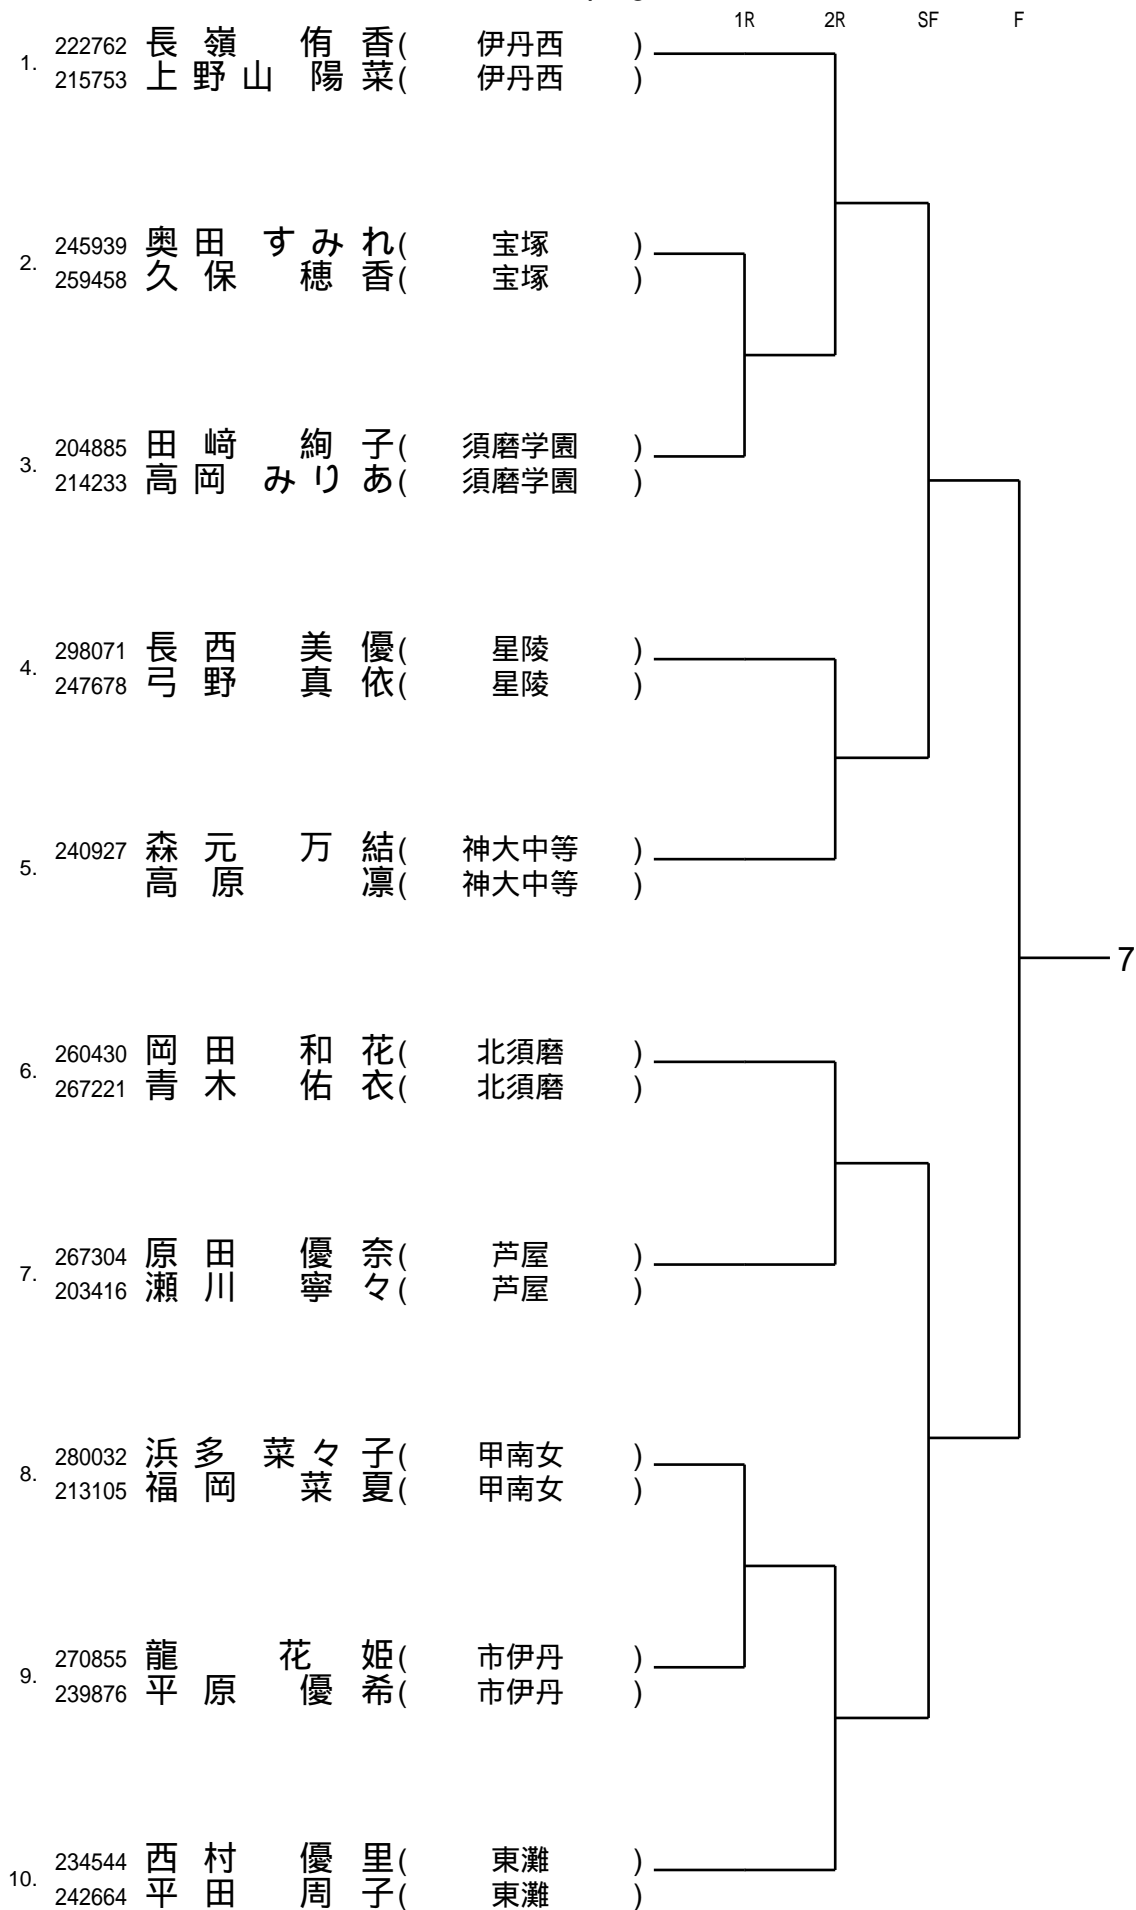 1R 2R SF F
1. 222762 長嶺 侑香( 伊丹西 )
215753 上野山 陽菜( 伊丹西 )
2. 245939 奥田 すみれ( 宝塚 )
259458 久保 穂香( 宝塚 )
3. 204885 田﨑 絢子( 須磨学園 )
214233 高岡 みりあ( 須磨学園 )
4. 298071 長西 美優( 星陵 )
247678 弓野 真依( 星陵 )
5. 240927 森元 万結( 神大中等 )
高原 凛( 神大中等 )
7
6. 260430 岡田 和花( 北須磨 )
267221 青木 佑衣( 北須磨 )
7. 267304 原田 優奈( 芦屋 )
203416 瀬川 寧々( 芦屋 )
8. 280032 浜多 菜々子( 甲南女 )
213105 福岡 菜夏( 甲南女 )
9. 270855 龍 花姫( 市伊丹 )
239876 平原 優希( 市伊丹 )
10. 234544 西村 優里( 東灘 )
242664 平田 周子( 東灘 )